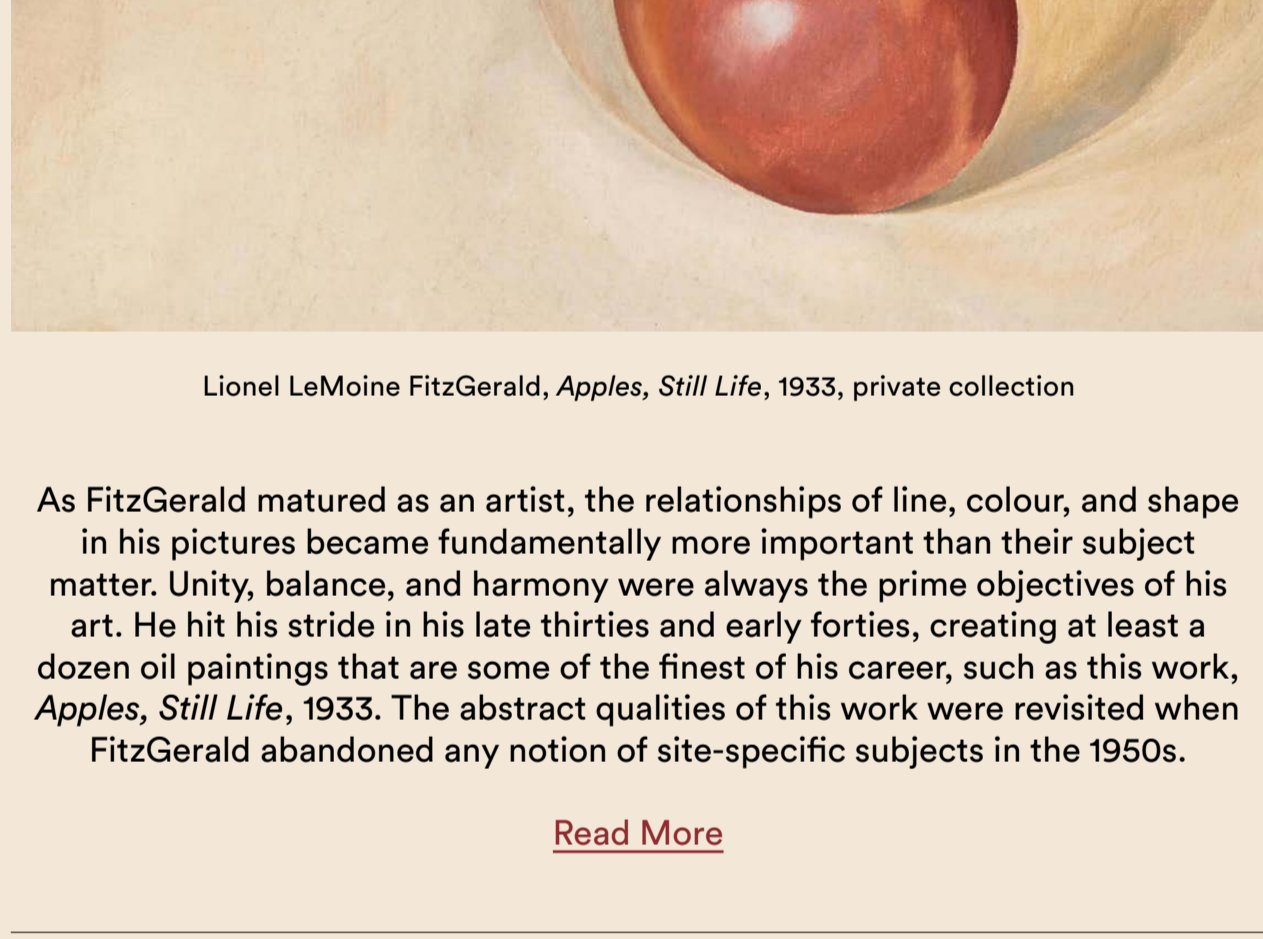 Lionel LeMoine FitzGerald, Apples, Still Life, 1933, private collection
As FitzGerald matured as an artist, the relationships of line, colour, and shape
in his pictures became fundamentally more important than their subject
matter. Unity, balance, and harmony were always the prime objectives of his
art. He hit his stride in his late thirties and early forties, creating at least a
dozen oil paintings that are some of the finest of his career, such as this work,
Apples, Still Life, 1933. The abstract qualities of this work were revisited when
FitzGerald abandoned any notion of site-specific subjects in the 1950s.
Read More